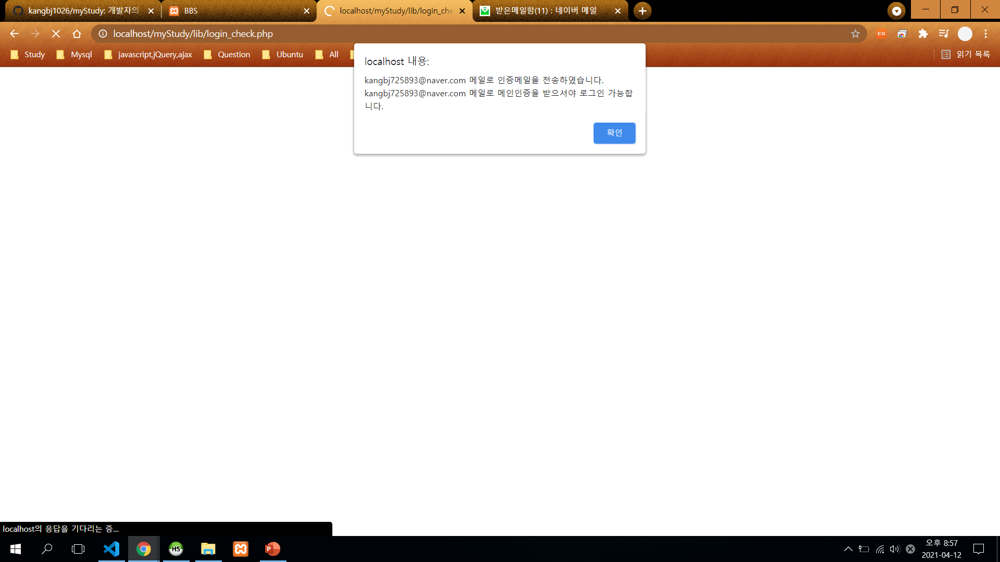 kangbj1026/myStudy: 개발자의
BBS
localhost/myStudy/lib/login_che
받은메일함(11) : 네이버 메일
localhost/myStudy/lib/login_check.php
EX
Study
Mysql
javascript,jQuery,ajax
Question
Ubuntu
All
읽기 목록
localhost 내용:
kangbj725893@naver.com 메일로 인증메일을 전송하였습니다.
kangbj725893@naver.com 메일로 메인인증을 받으셔야 로그인 가능합
니다.
확인
localhost의 응답을 기다리는 중...
HS
P
오후 8:57
2021-04-12